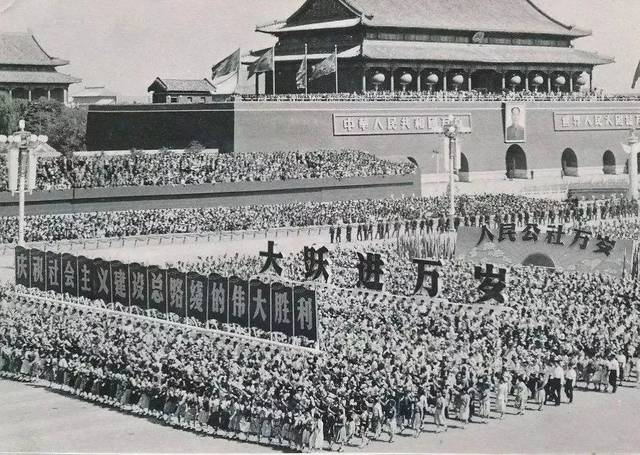 中华人民共和国万岁
世界人民大团结万
人民公社万岁
大跃进万岁
庆祝社会主义建设总路线的伟大胜利